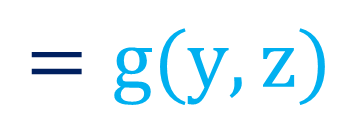 = g(y, z)